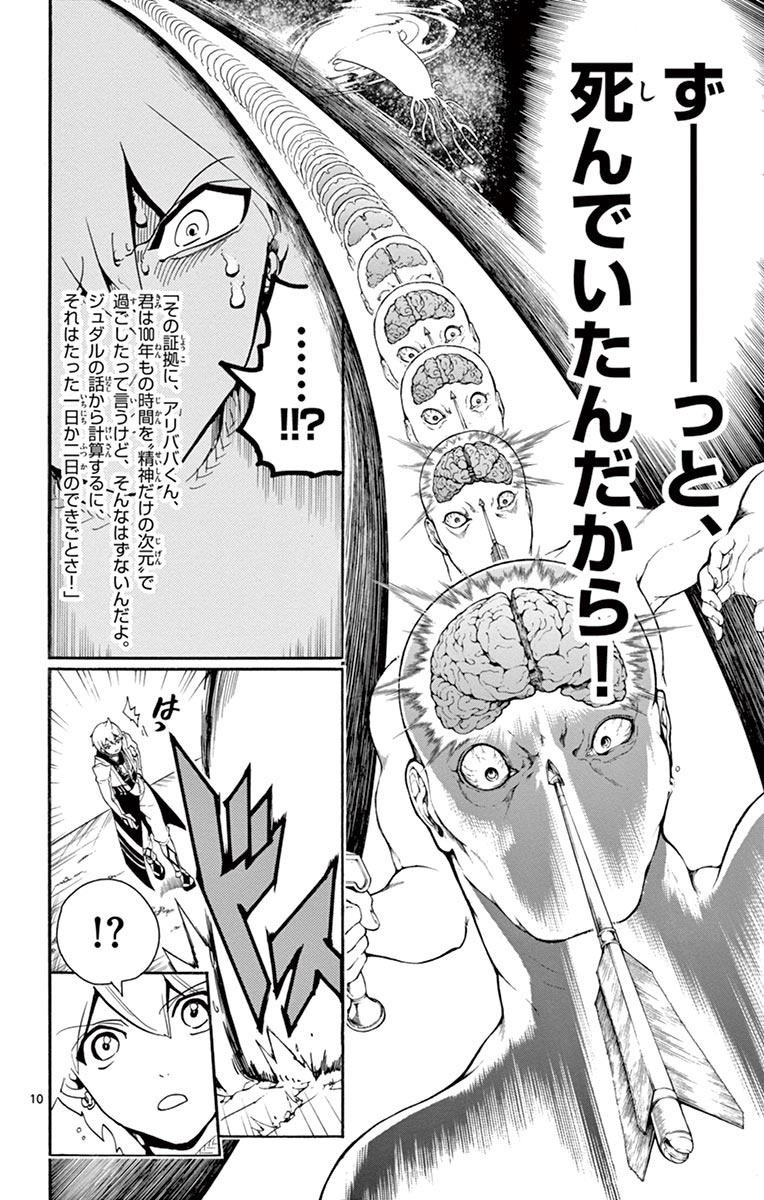 ず――っと、
死んでいたんだから！
……
!!?
「その証拠に、アリババくん、
君は100年もの時間を〝精神だけの次元〟で
過ごしたって言うけど、そんなはずないんだよ。
ジュダルの話から計算するに、
それはたった一日か二日のできごとさ！」
はっ
ドス
!?
10